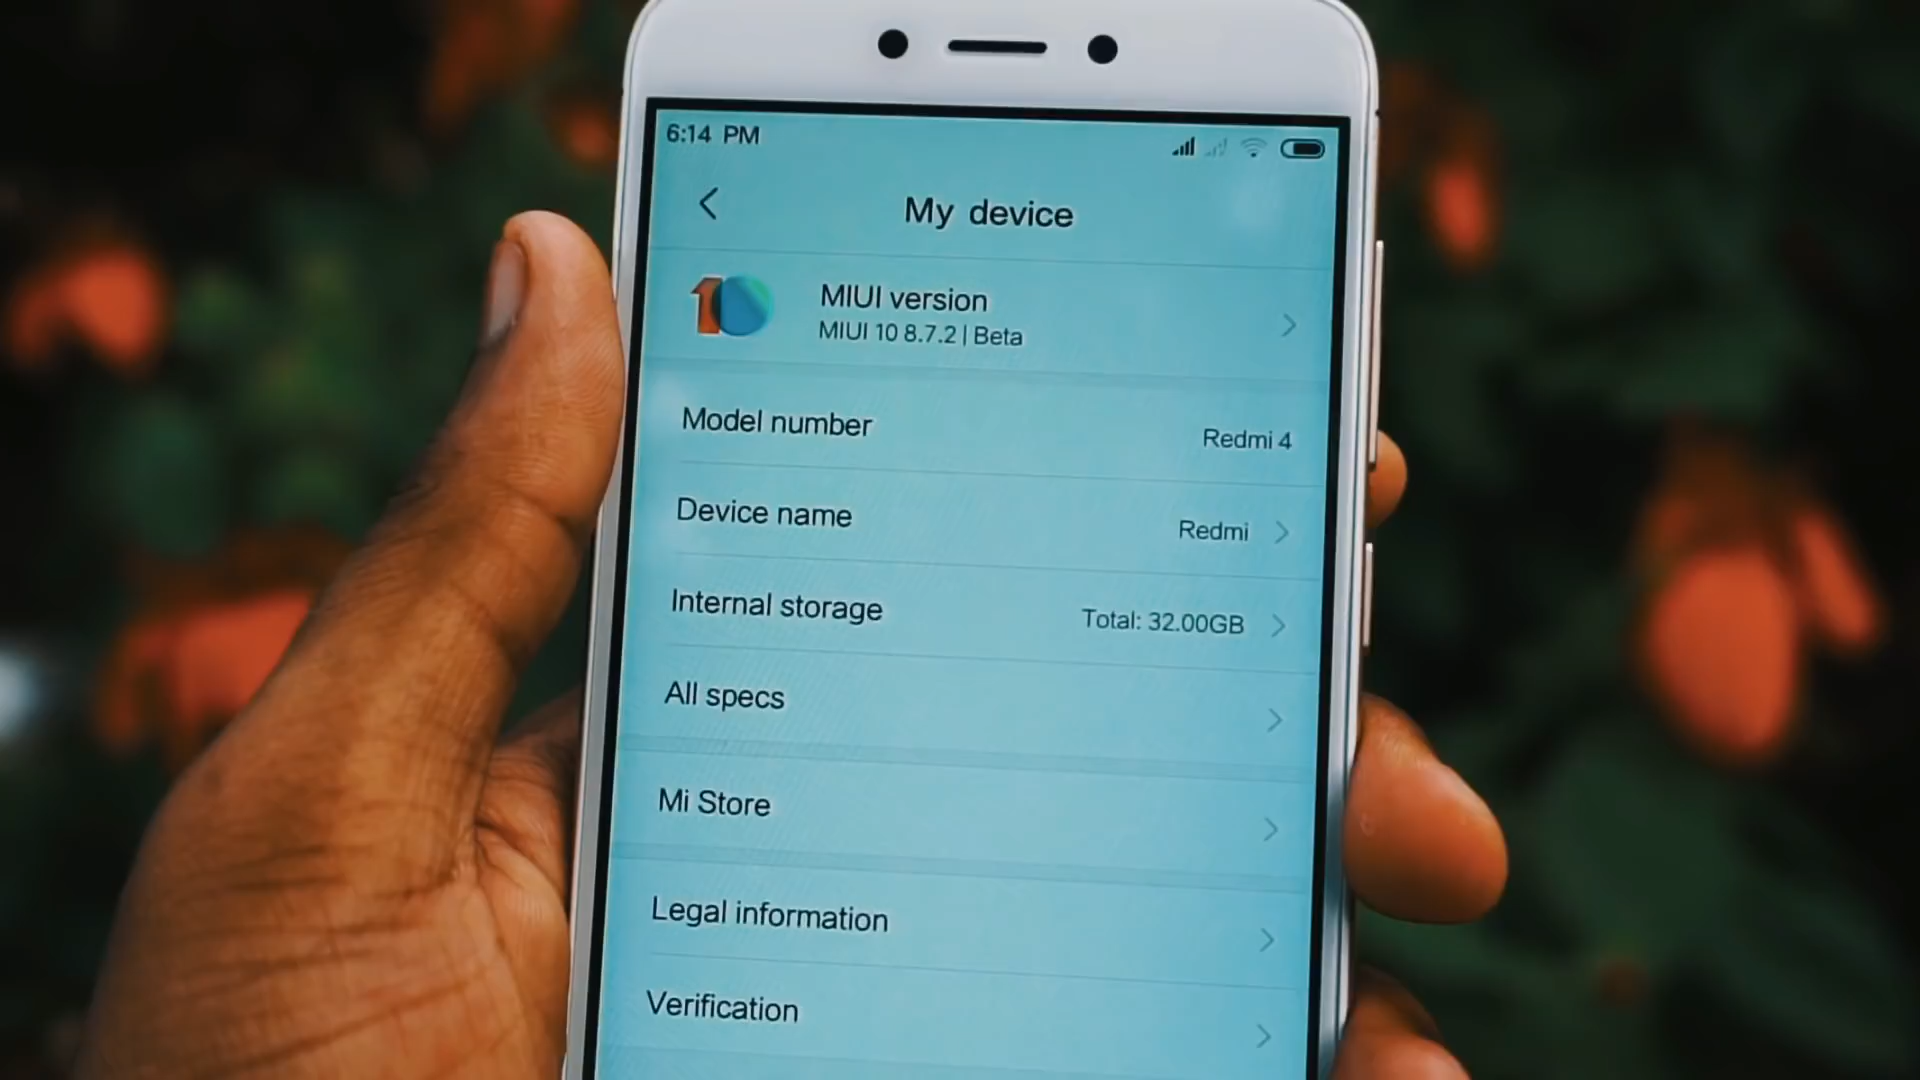 6:14 PM
My device
10
MIUI version
MIUI 10 8.7.2 | Beta
Model number
Redmi 4
Device name
Redmi
Internal storage
Total: 32.00GB
All specs
Mi Store
Legal information
Verification